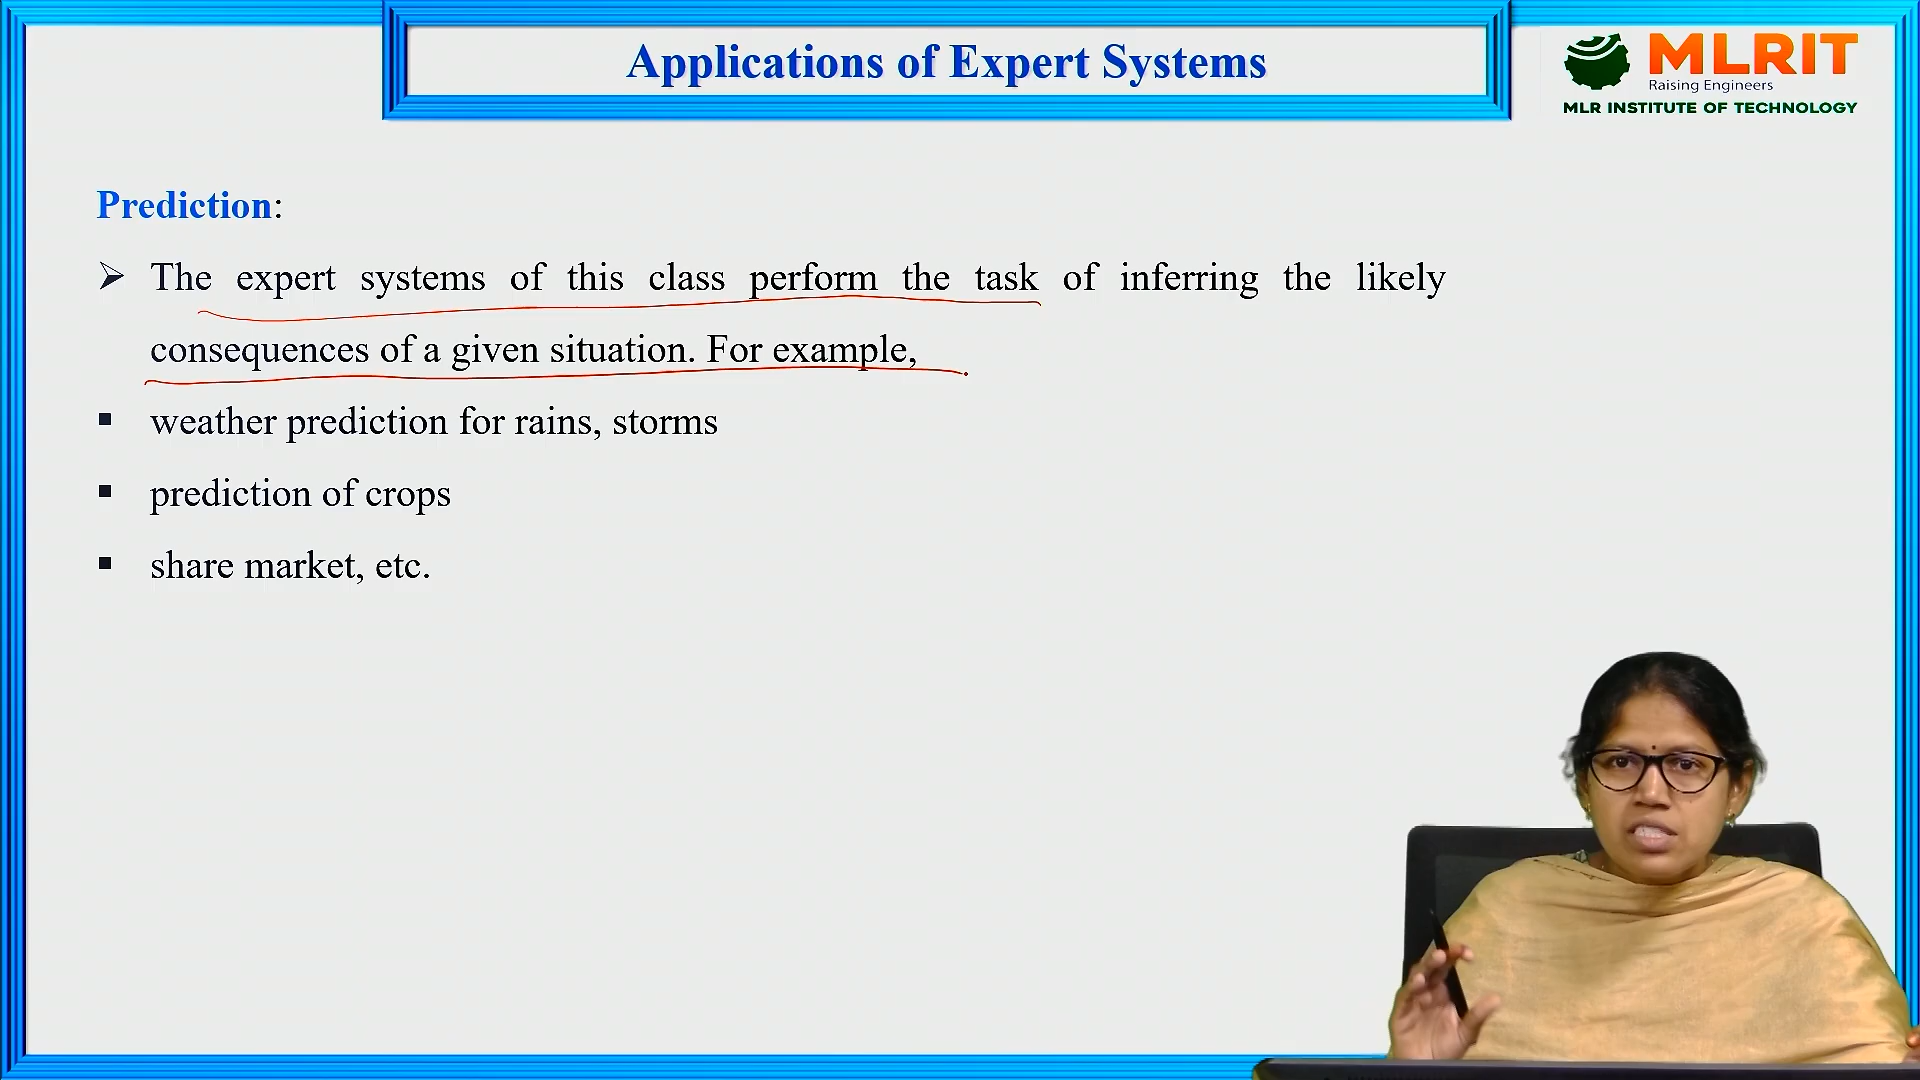 Applications of Expert Systems
MLRIT
Raising Engineers
MLR INSTITUTE OF TECHNOLOGY
Prediction:
➢ The expert systems of this class perform the task of inferring the likely
consequences of a given situation. For example,
▪ weather prediction for rains, storms
▪ prediction of crops
▪ share market, etc.